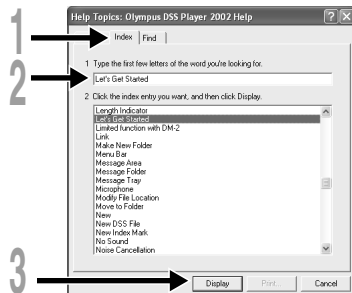 Help Topics: Olympus DSS Player 2002 Help
1
Index Find
1 Type the first few letters of the word you're looking for.
2
Let's Get Started
2 Click the index entry you want, and then click Display.
Length Indicator
Let's Get Started
Limited function with DM-2
Link
Make New Folder
Menu Bar
Message Area
Message Folder
Message Tray
Microphone
Modify File Location
Move to Folder
New
New DSS File
New Index Mark
No Sound
Noise Cancellation
3
Display Print... Cancel